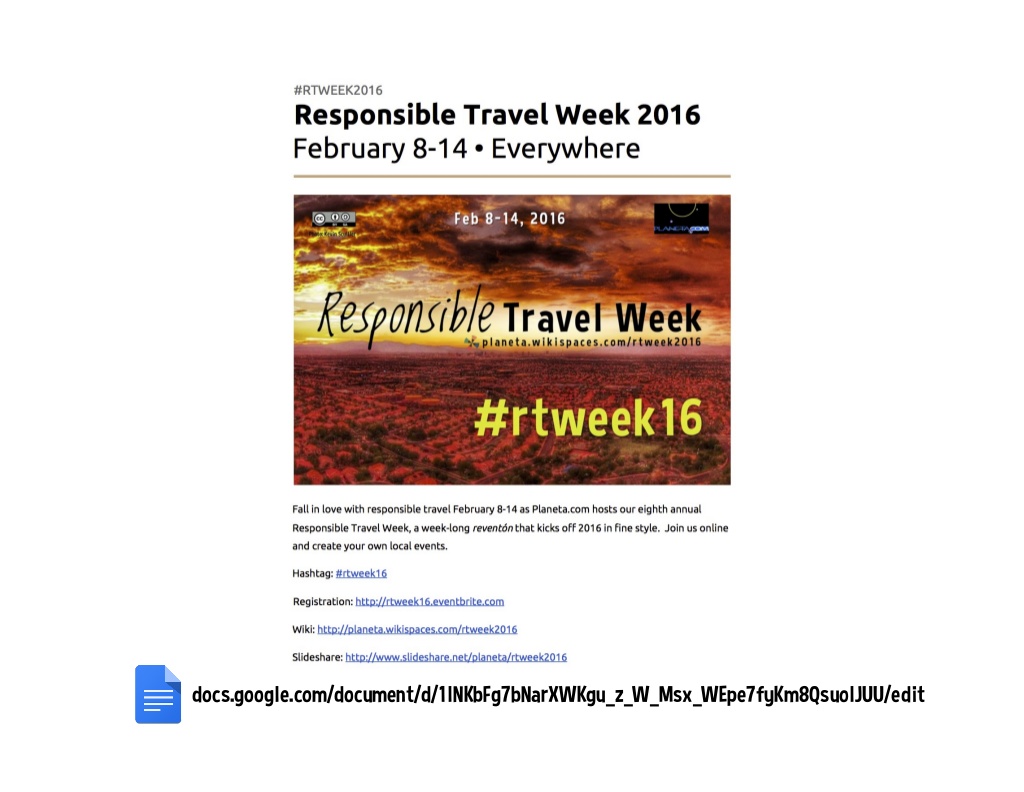 #RTWEEK2016
Responsible Travel Week 2016
February 8-14 • Everywhere
Feb 8-14, 2016
PLANETA.COM
Responsible Travel Week
planeta.wikispaces.com/rtweek2016
#rtweek16
Fall in love with responsible travel February 8-14 as Planeta.com hosts our eighth annual
Responsible Travel Week, a week-long reventón that kicks off 2016 in fine style. Join us online
and create your own local events.
Hashtag: #rtweek16
Registration: http://rtweek16.eventbrite.com
Wiki: http://planeta.wikispaces.com/rtweek2016
Slideshare: http://www.slideshare.net/planeta/rtweek2016
docs.google.com/document/d/1INKbFg7bNarXWKgu_z_W_Msx_WEpe7fyKm8QsuolJUU/edit